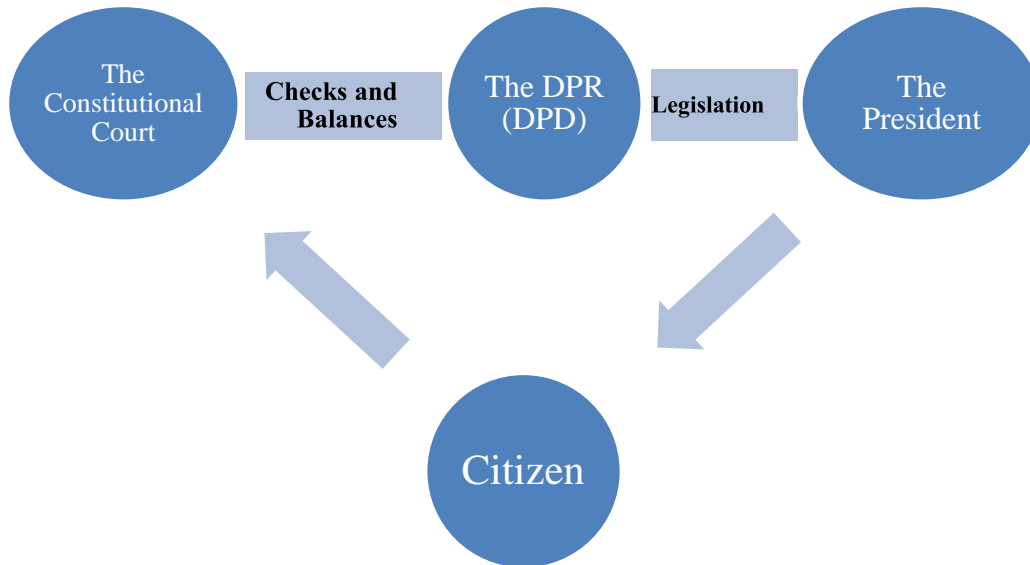 The
Constitutional
Court
Checks and
Balances
The DPR
(DPD)
Legislation
The
President
Citizen